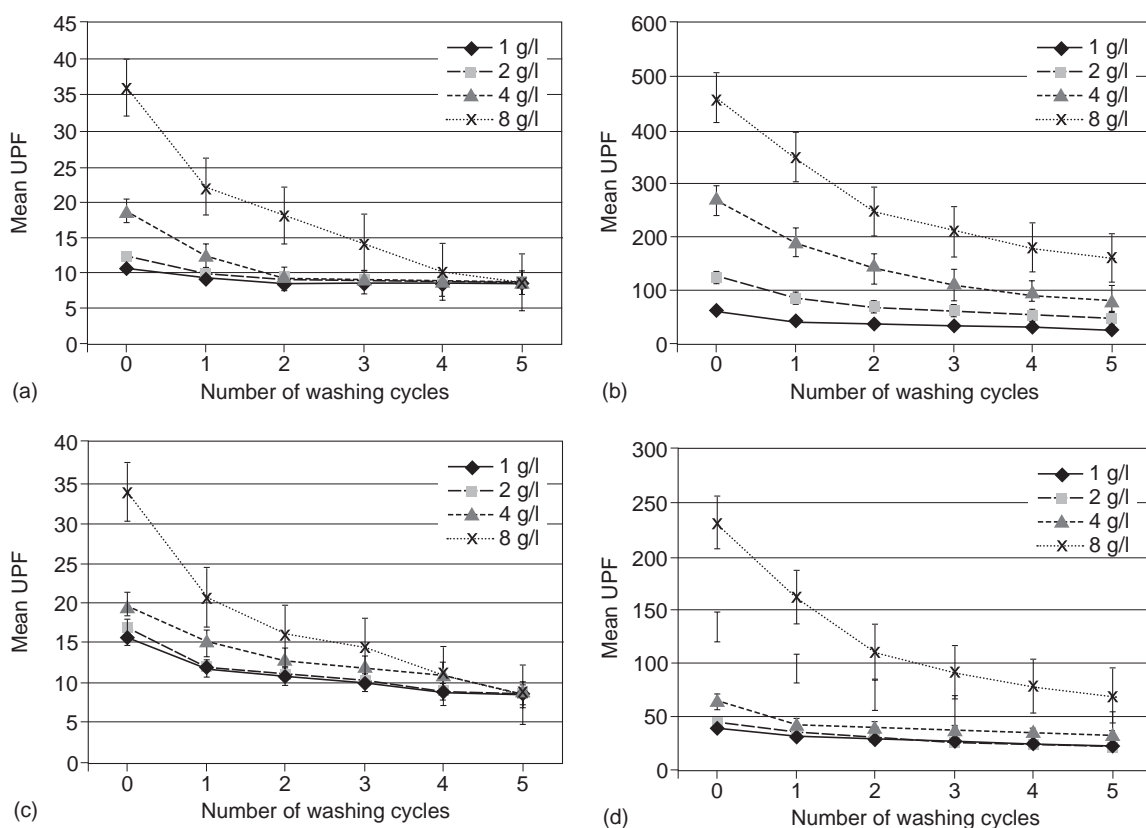 45
40
35
30
25
20
15
10
5
0
Mean UPF
1 g/l
2 g/l
4 g/l
8 g/l
0 1 2 3 4 5
Number of washing cycles
(a)
600
500
400
300
200
100
0
Mean UPF
1 g/l
2 g/l
4 g/l
8 g/l
0 1 2 3 4 5
Number of washing cycles
(b)
40
35
30
25
20
15
10
5
0
Mean UPF
1 g/l
2 g/l
4 g/l
8 g/l
0 1 2 3 4 5
Number of washing cycles
(c)
300
250
200
150
100
50
0
Mean UPF
1 g/l
2 g/l
4 g/l
8 g/l
0 1 2 3 4 5
Number of washing cycles
(d)